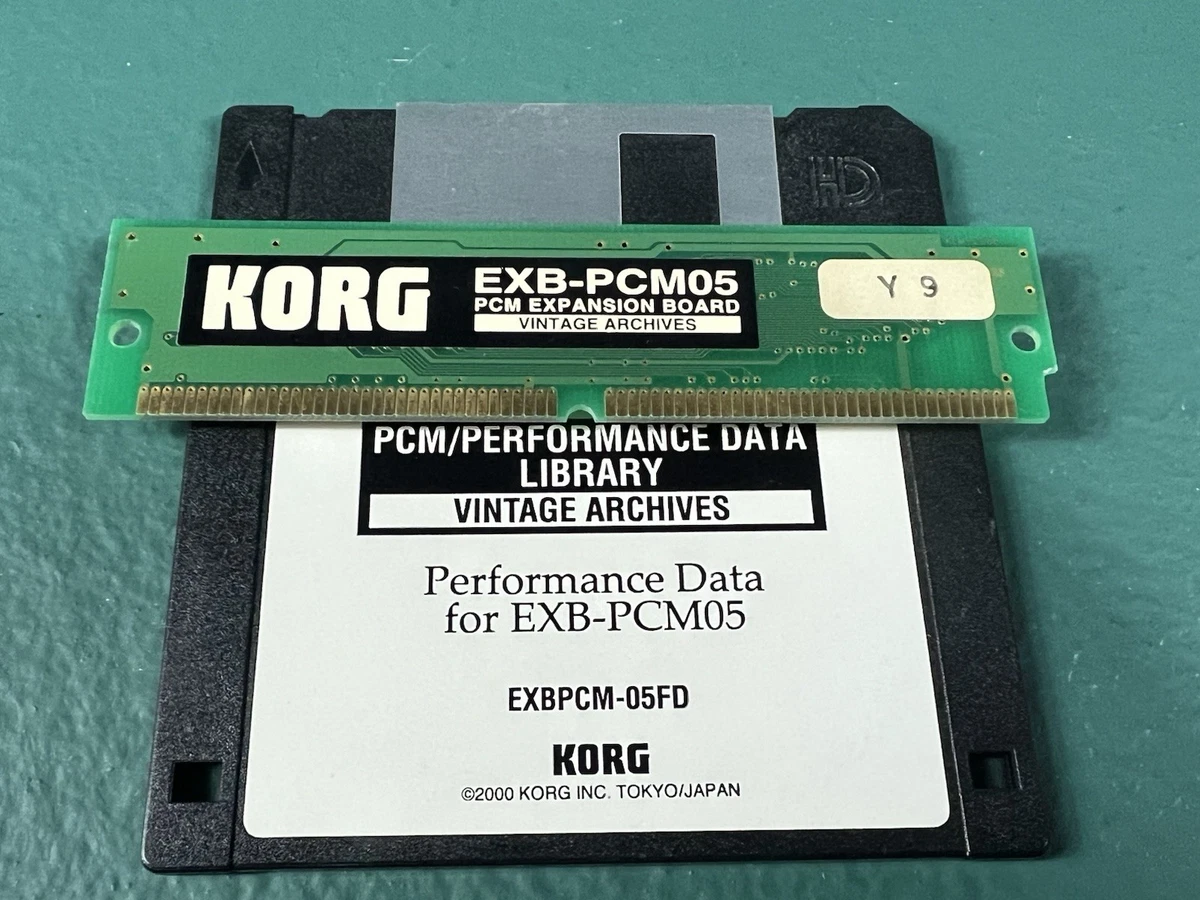 HD
KORG
EXB-PCM05
PCM EXPANSION BOARD
VINTAGE ARCHIVES
Y 9
PCM/PERFORMANCE DATA
LIBRARY
VINTAGE ARCHIVES
Performance Data
for EXB-PCM05
EXBPCM-05FD
KORG
©2000 KORG INC. TOKYO/JAPAN